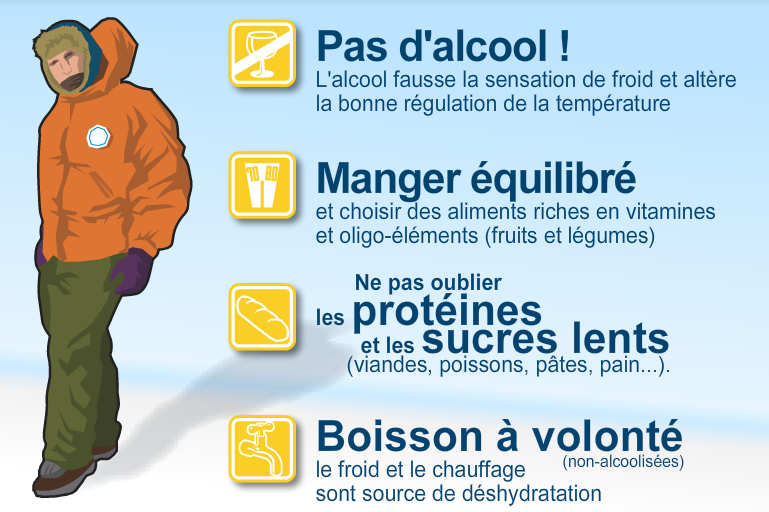 Pas d'alcool !
L'alcool fausse la sensation de froid et altère
la bonne régulation de la température
70 80
Manger équilibré
et choisir des aliments riches en vitamines
et oligo-éléments (fruits et légumes)
Ne pas oublier
les protéines
et les sucres lents
(viandes, poissons, pâtes, pain...).
Boisson à volonté
(non-alcoolisées)
le froid et le chauffage
sont source de déshydratation